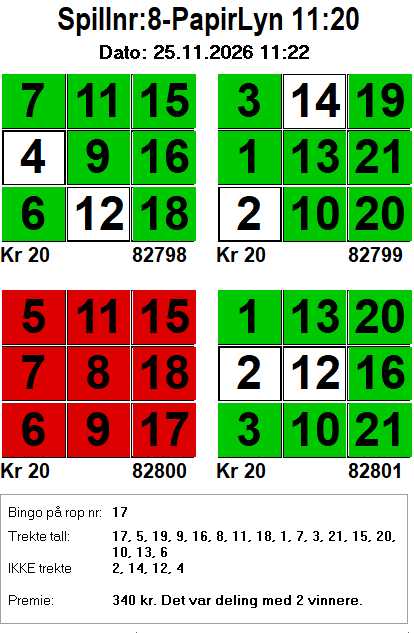 Spillnr:8-PapirLyn 11:20
Dato: 25.11.2026 11:22
7 11 15 3 14 19
4 9 16 1 13 21
6 12 18 2 10 20
Kr 20 82798 Kr 20 82799
5 11 15 1 13 20
7 8 18 2 12 16
6 9 17 3 10 21
Kr 20 82800 Kr 20 82801
Bingo på rop nr: 17
Trekte tall: 17, 5, 19, 9, 16, 8, 11, 18, 1, 7, 3, 21, 15, 20,
10, 13, 6
IKKE trekte 2, 14, 12, 4
Premie: 340 kr. Det var deling med 2 vinnere.